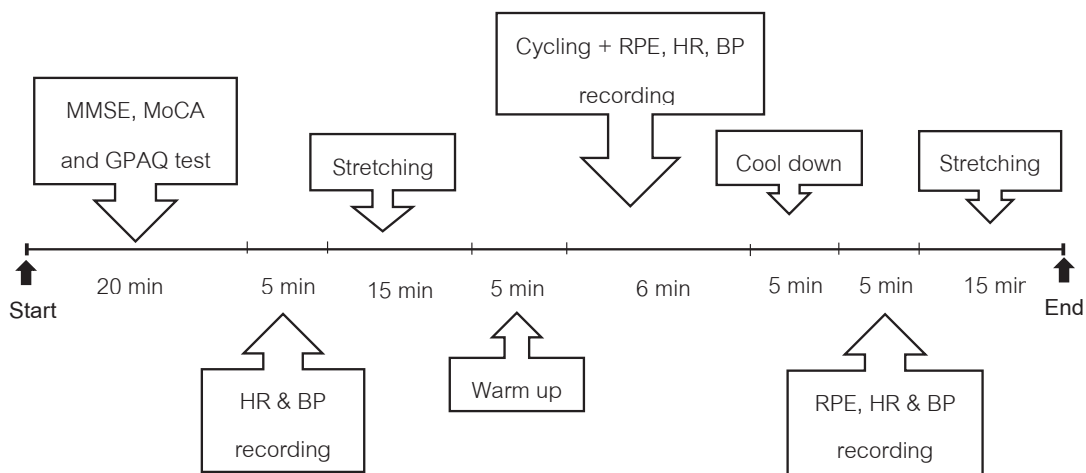 Cycling + RPE, HR, BP
recording
MMSE, MoCA
and GPAQ test
Stretching
Cool down
Stretching
20 min
5 min
15 min
5 min
6 min
5 min
5 min
15 min
Start
End
HR & BP
recording
Warm up
RPE, HR & BP
recording